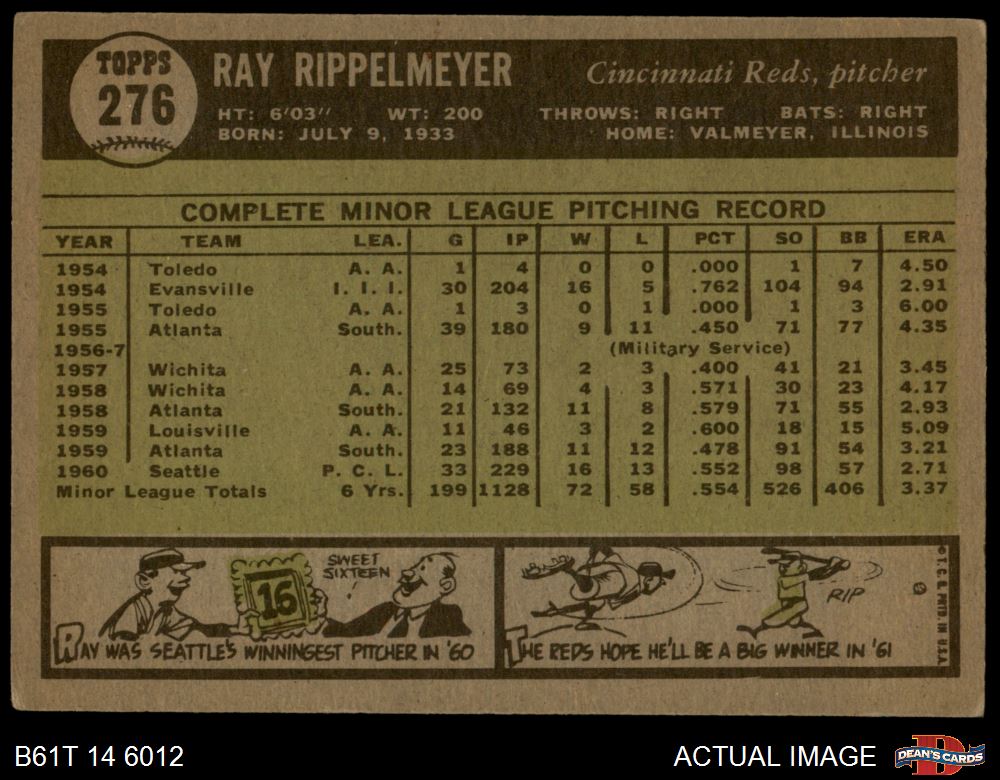 TOPPS
276
RAY RIPPELMEYER
Cincinnati Reds, pitcher
HT: 6'03" WT: 200 THROWS: RIGHT BATS: RIGHT
BORN: JULY 9, 1933 HOME: VALMEYER, ILLINOIS
COMPLETE MINOR LEAGUE PITCHING RECORD
YEAR TEAM LEA. G IP W L PCT SO BB ERA
1954 Toledo A. A. 1 4 0 0 .000 1 7 4.50
1954 Evansville I. I. I. 30 204 16 5 .762 104 94 2.91
1955 Toledo A. A. 1 3 0 1 .000 1 3 6.00
1955 Atlanta South. 39 180 9 11 .450 71 77 4.35
1956-7 (Military Service)
1957 Wichita A. A. 25 73 2 3 .400 41 21 3.45
1958 Wichita A. A. 14 69 4 3 .571 30 23 4.17
1958 Atlanta South. 21 132 11 8 .579 71 55 2.93
1959 Louisville A. A. 11 46 3 2 .600 18 15 5.09
1959 Atlanta South. 23 188 11 12 .478 91 54 3.21
1960 Seattle P. C. L. 33 229 16 13 .552 98 57 2.71
Minor League Totals 6 Yrs. 199 1128 72 58 .554 526 406 3.37
16
SWEET
SIXTEEN
!
RAY WAS SEATTLE'S WINNINGEST PITCHER IN '60
RIP
THE REDS HOPE HE'LL BE A BIG WINNER IN '61
© T. C. G. PRTD. IN U.S.A.
B61T 14 6012
ACTUAL IMAGE
D
DEAN'S CARDS